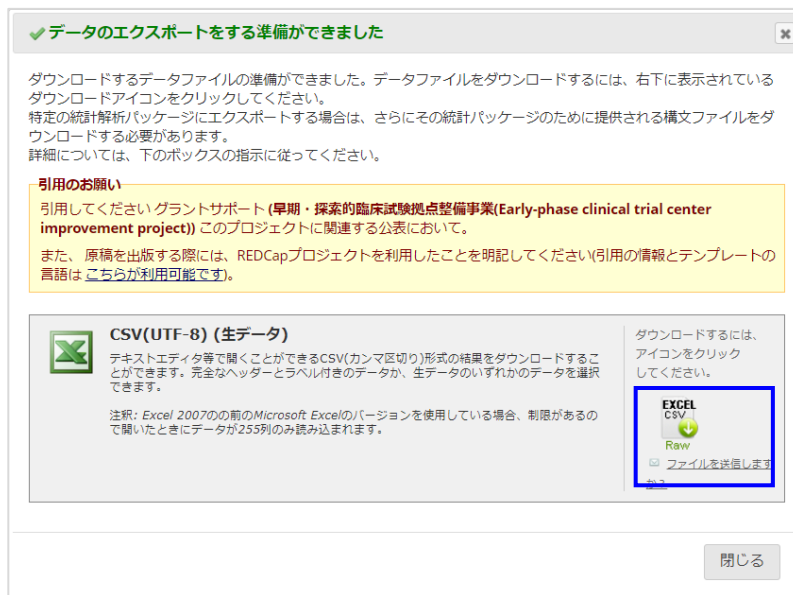 データのエクスポートをする準備ができました
ダウンロードするデータファイルの準備ができました。データファイルをダウンロードするには、右下に表示されている
ダウンロードアイコンをクリックしてください。
特定の統計解析パッケージにエクスポートする場合は、さらにその統計パッケージのために提供される構文ファイルをダ
ウンロードする必要があります。
詳細については、下のボックスの指示に従ってください。
引用のお願い
引用してください グラントサポート (早期・探索的臨床試験拠点整備事業(Early-phase clinical trial center
improvement project)) このプロジェクトに関連する公表において。
また、 原稿を出版する際には、REDCapプロジェクトを利用したことを明記してください(引用の情報とテンプレートの
言語は こちらが利用可能です)。
CSV(UTF-8) (生データ)
テキストエディタ等で開くことができるCSV(カンマ区切り)形式の結果をダウンロードするこ
とができます。完全なヘッダーとラベル付きのデータか、生データのいずれかのデータを選択
できます。
注釈: Excel 2007のの前のMicrosoft Excelのバージョンを使用している場合、制限があるの
で開いたときにデータが255列のみ読み込まれます。
ダウンロードするには、
アイコンをクリック
してください。
EXCEL
CSV
Raw
ファイルを送信します
か?
閉じる